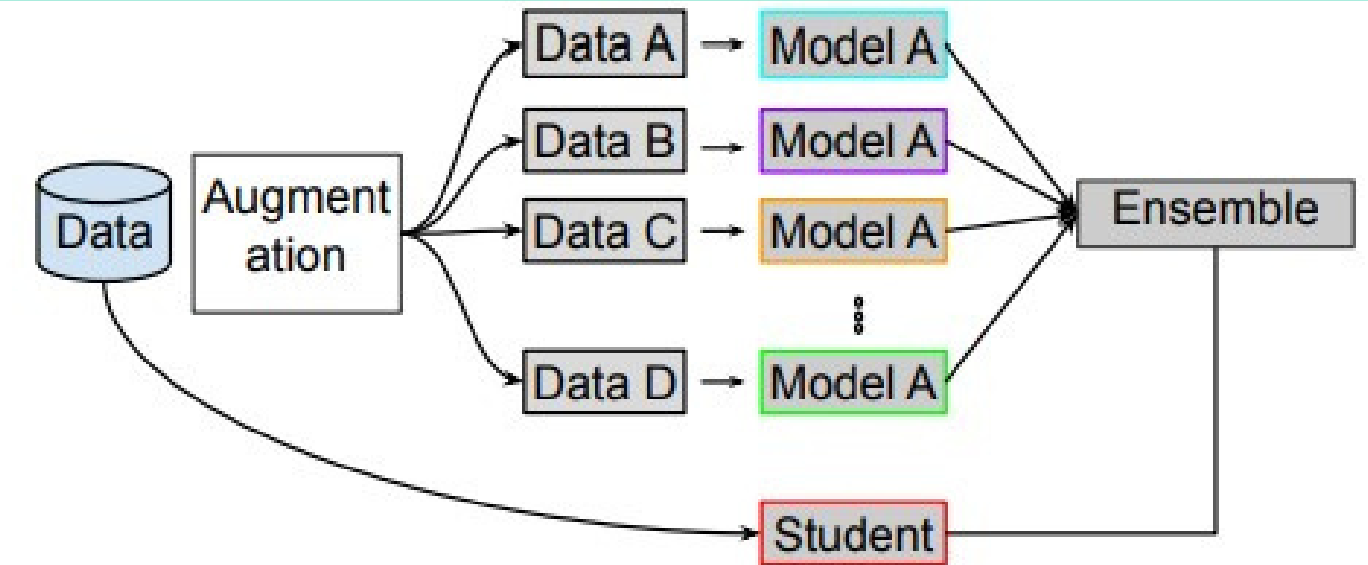 Data
Augment
ation
Data A
Model A
Data B
Model A
Data C
Model A
Data D
Model A
Ensemble
Student